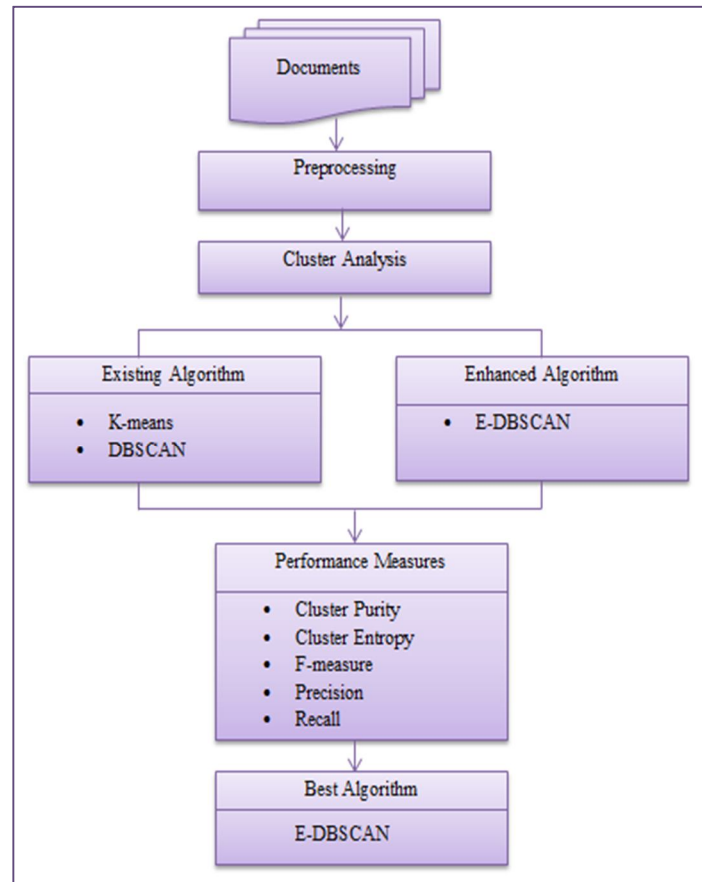 Documents
Preprocessing
Cluster Analysis
Existing Algorithm
• K-means
• DBSCAN
Enhanced Algorithm
• E-DBSCAN
Performance Measures
• Cluster Purity
• Cluster Entropy
• F-measure
• Precision
• Recall
Best Algorithm
E-DBSCAN